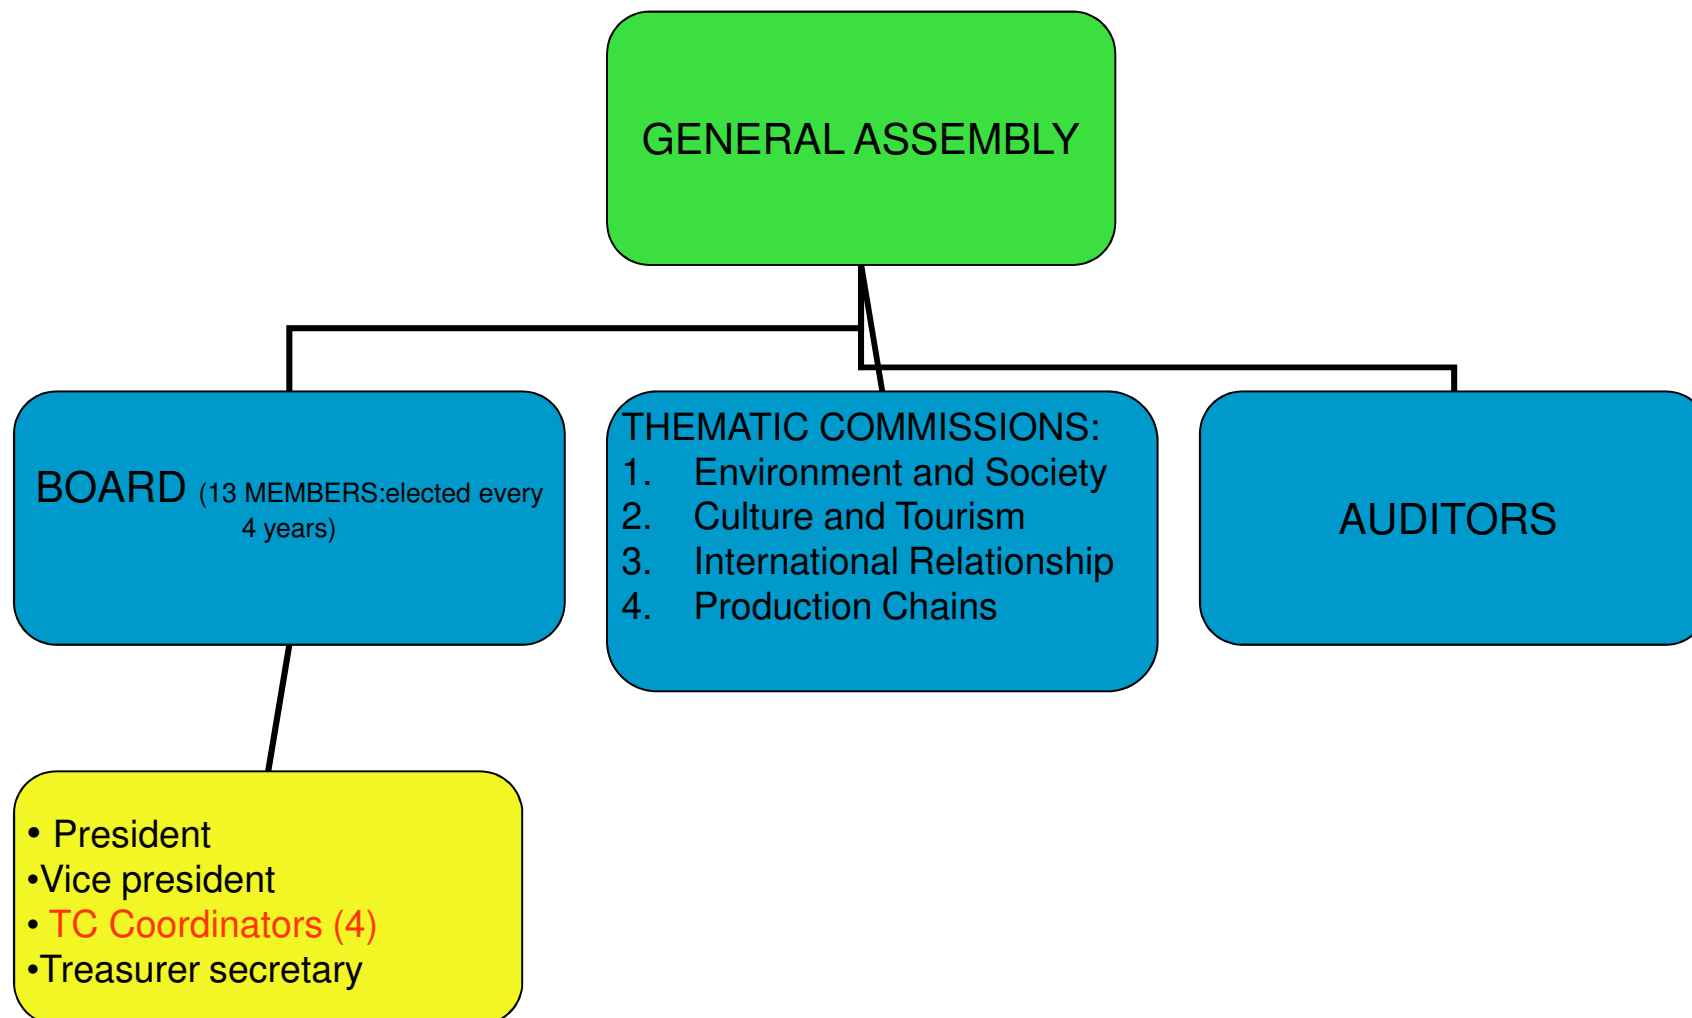 GENERAL ASSEMBLY
BOARD (13 MEMBERS:elected every
4 years)
THEMATIC COMMISSIONS:
1. Environment and Society
2. Culture and Tourism
3. International Relationship
4. Production Chains
AUDITORS
• President
•Vice president
• TC Coordinators (4)
•Treasurer secretary